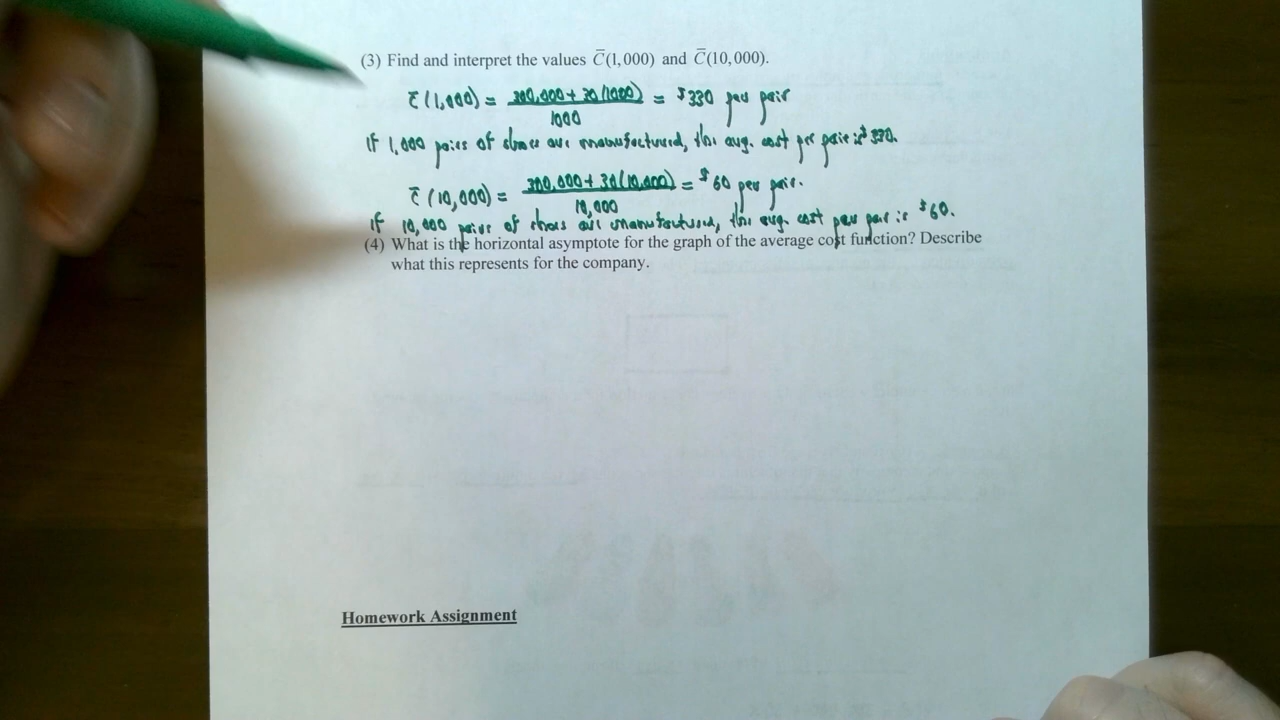 (3) Find and interpret the values C̅(1,000) and C̅(10,000).
C̅(1,000) = 300,000 + 30(1000) / 1000 = $330 per pair
If 1,000 pairs of shoes are manufactured, the avg. cost per pair is $330.
C̅(10,000) = 300,000 + 30(10,000) / 10,000 = $60 per pair.
If 10,000 pairs of shoes are manufactured, the avg. cost per pair is $60.
(4) What is the horizontal asymptote for the graph of the average cost function? Describe
what this represents for the company.
Homework Assignment